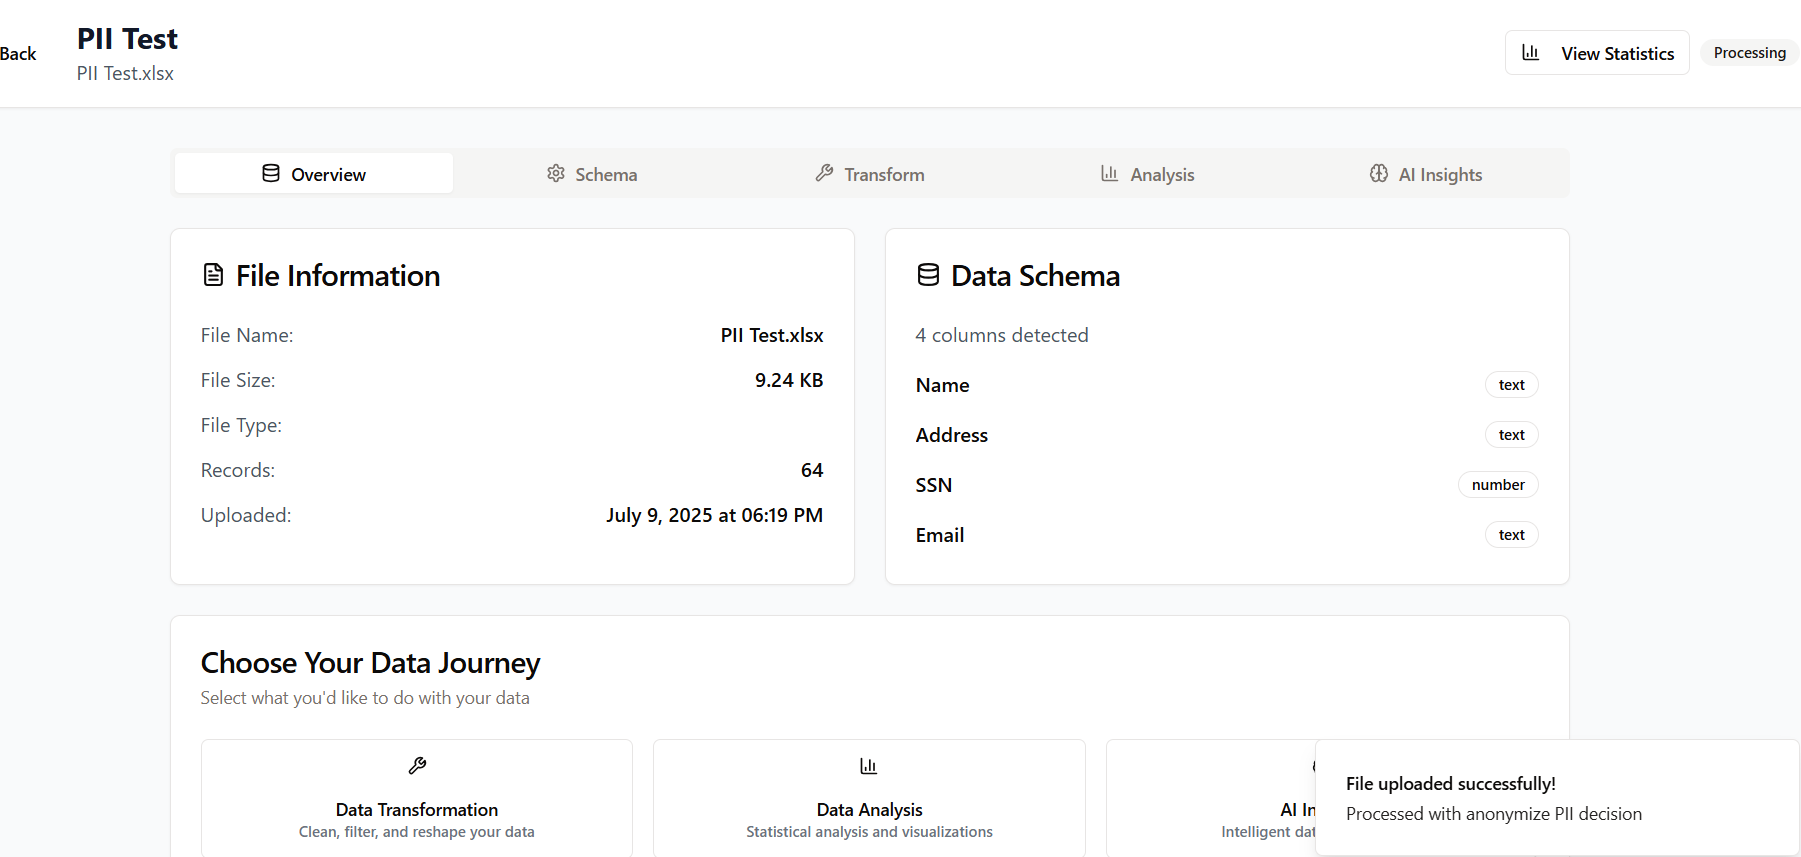 Back
PII Test
PII Test.xlsx
View Statistics
Processing
Overview
Schema
Transform
Analysis
AI Insights
File Information
File Name: PII Test.xlsx
File Size: 9.24 KB
File Type:
Records: 64
Uploaded: July 9, 2025 at 06:19 PM
Data Schema
4 columns detected
Name text
Address text
SSN number
Email text
Choose Your Data Journey
Select what you'd like to do with your data
Data Transformation
Clean, filter, and reshape your data
Data Analysis
Statistical analysis and visualizations
AI
Intelligent
File uploaded successfully!
Processed with anonymize PII decision